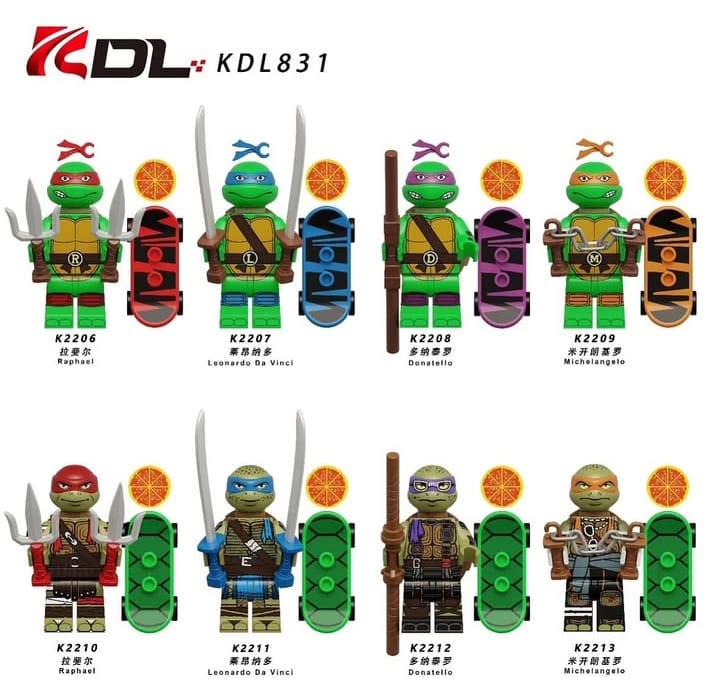 KDL KDL831
R
L
D
M
K2206
拉斐尔
Raphael
K2207
莱昂纳多
Leonardo Da Vinci
K2208
多纳泰罗
Donatello
K2209
米开朗基罗
Michelangelo
K2210
拉斐尔
Raphael
K2211
莱昂纳多
Leonardo Da Vinci
K2212
多纳泰罗
Donatello
K2213
米开朗基罗
Michelangelo